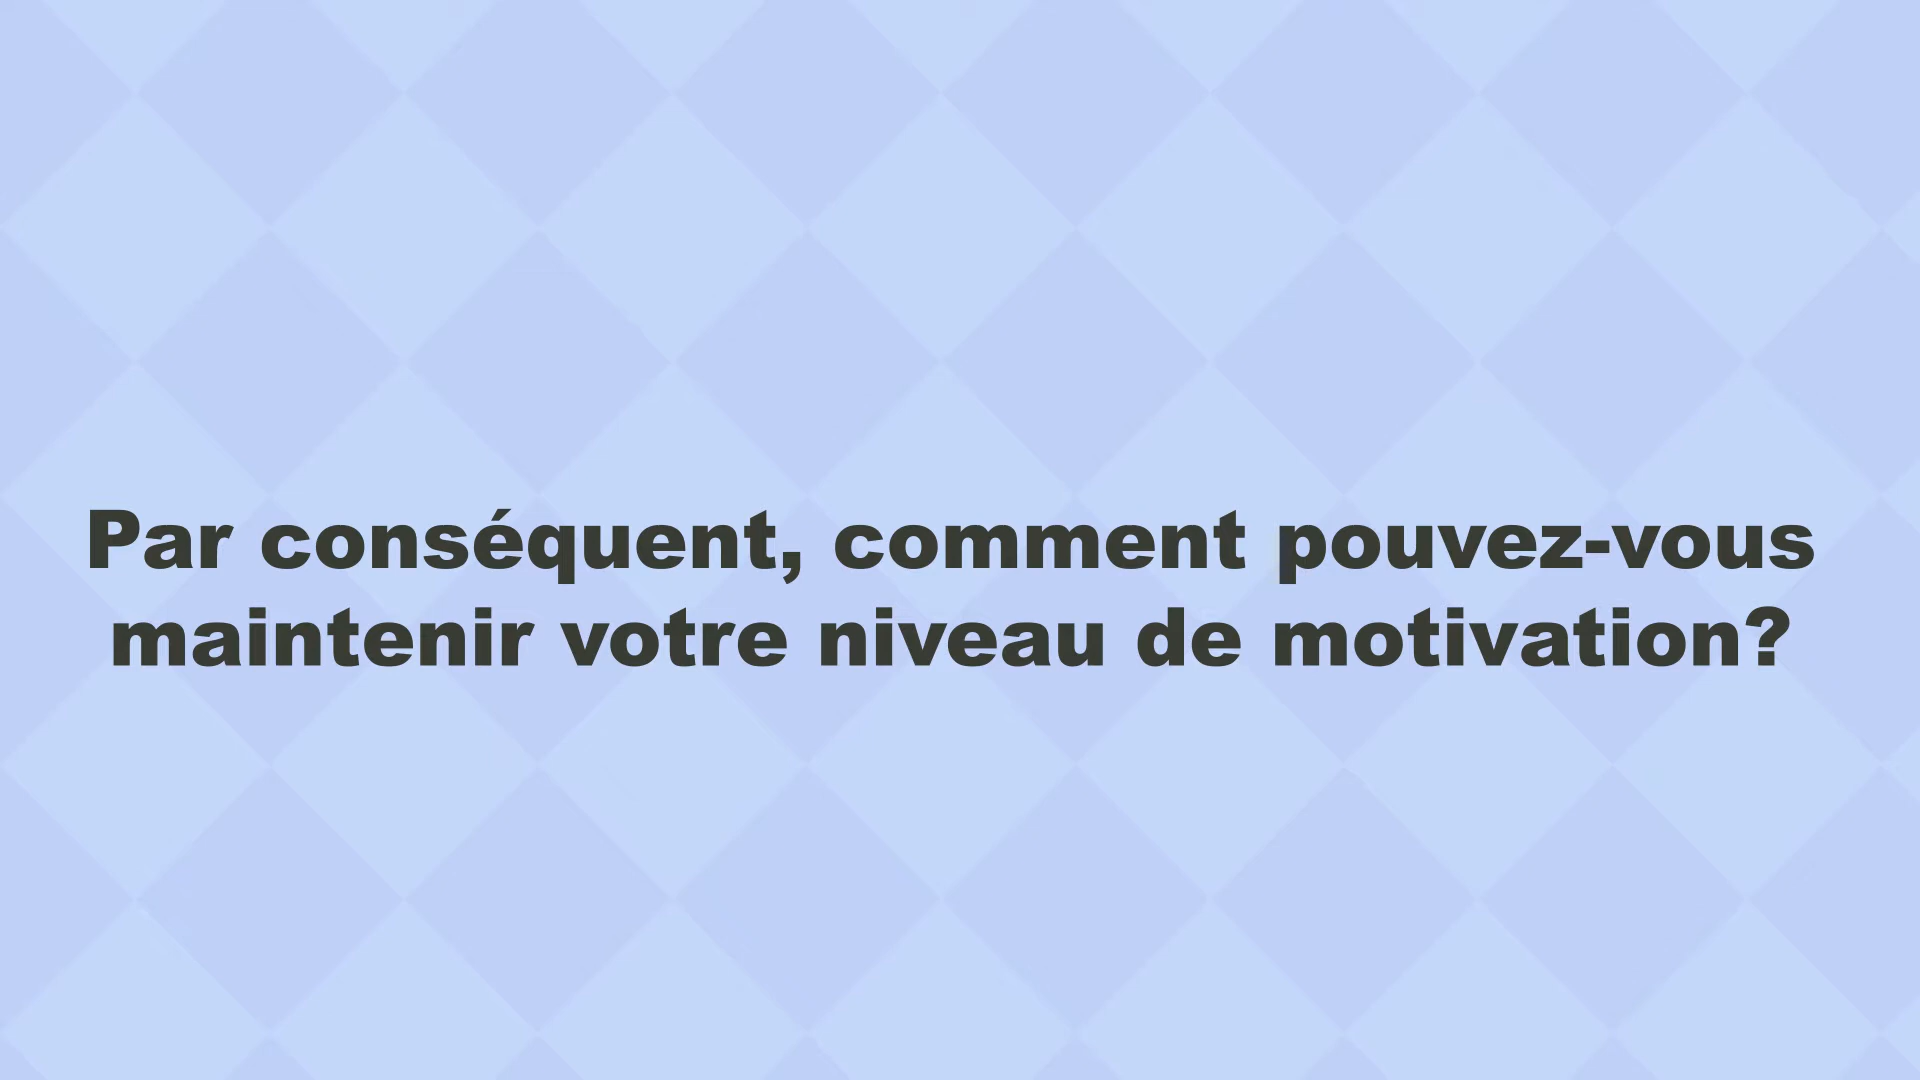 Par conséquent, comment pouvez-vous
maintenir votre niveau de motivation?